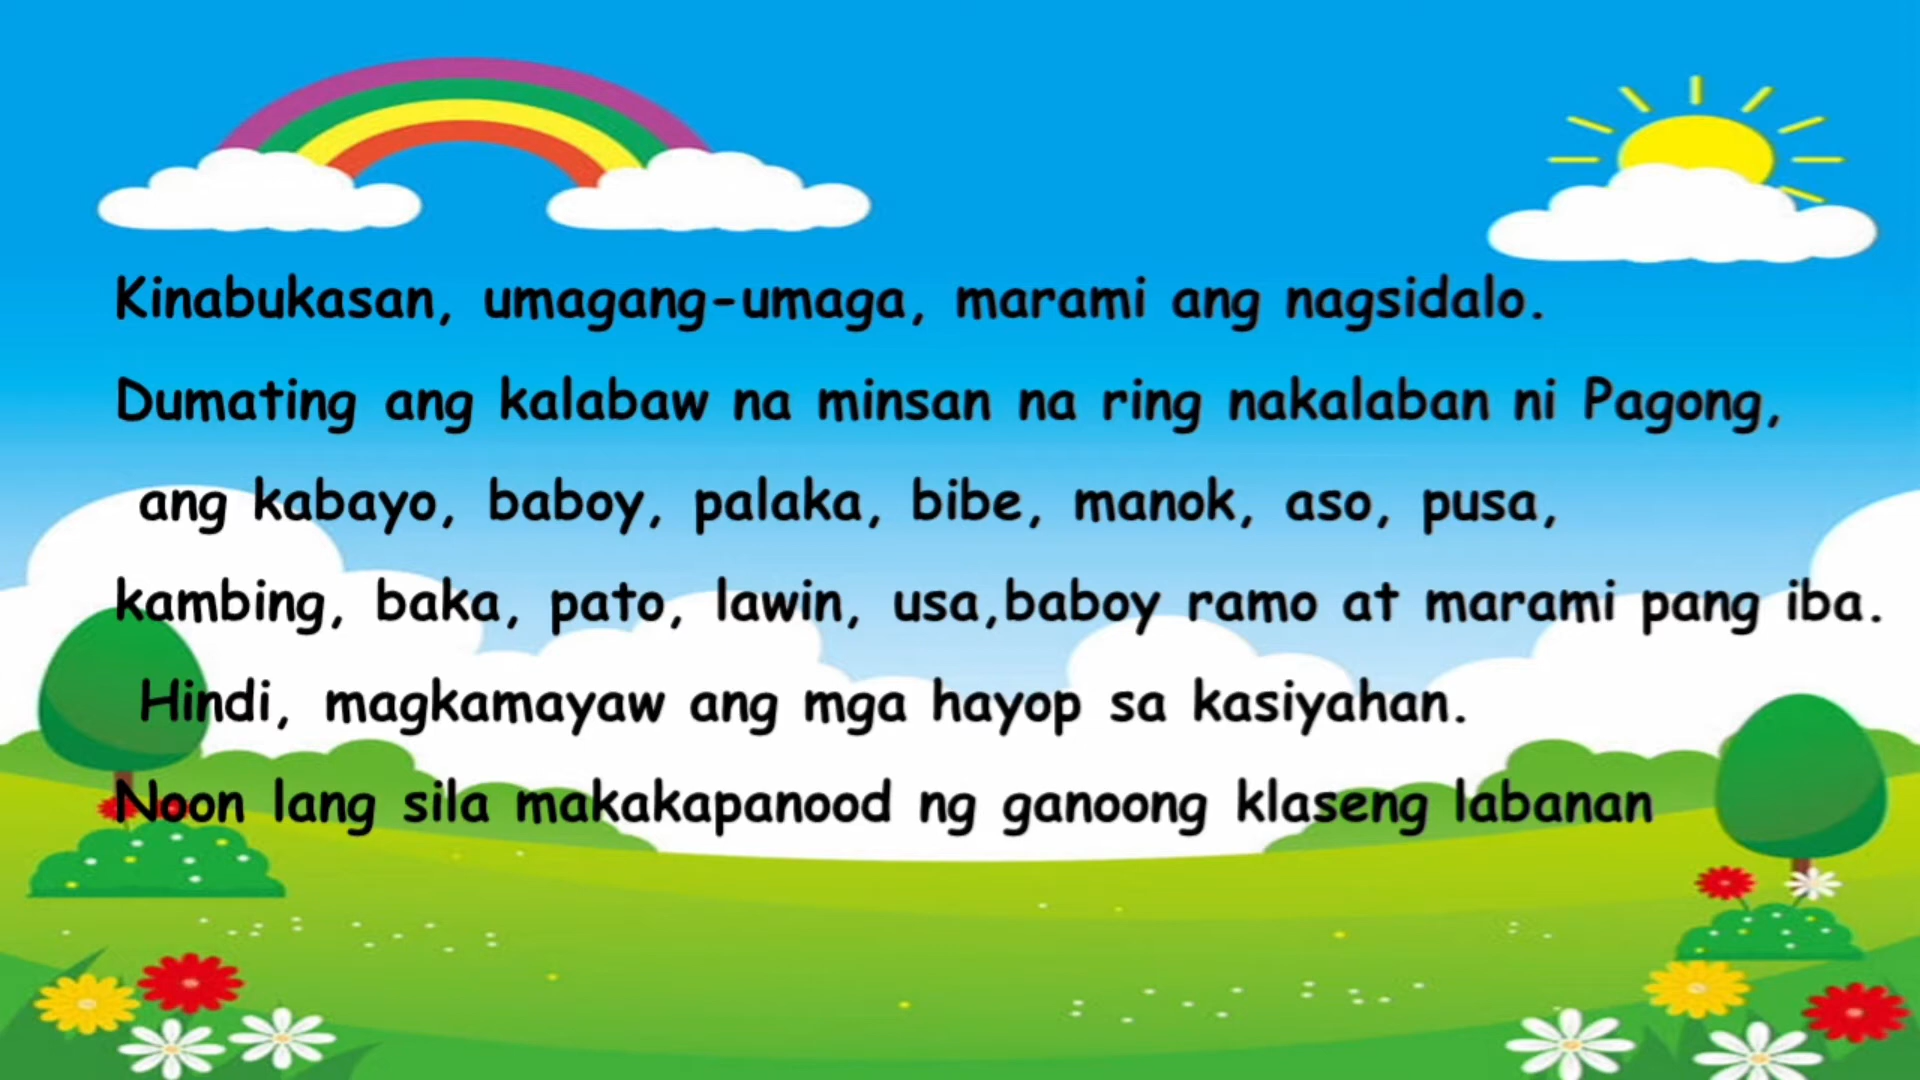 Kinabukasan, umagang-umaga, marami ang nagsidalo.
Dumating ang kalabaw na minsan na ring nakalaban ni Pagong,
ang kabayo, baboy, palaka, bibe, manok, aso, pusa,
kambing, baka, pato, lawin, usa,baboy ramo at marami pang iba.
Hindi, magkamayaw ang mga hayop sa kasiyahan.
Noon lang sila makakapanood ng ganoong klaseng labanan